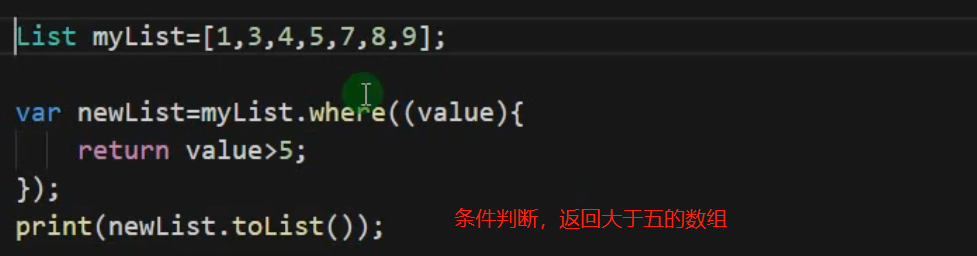 List myList=[1,3,4,5,7,8,9];
var newList=myList.where((value){
return value>5;
});
print(newList.toList());
条件判断，返回大于五的数组